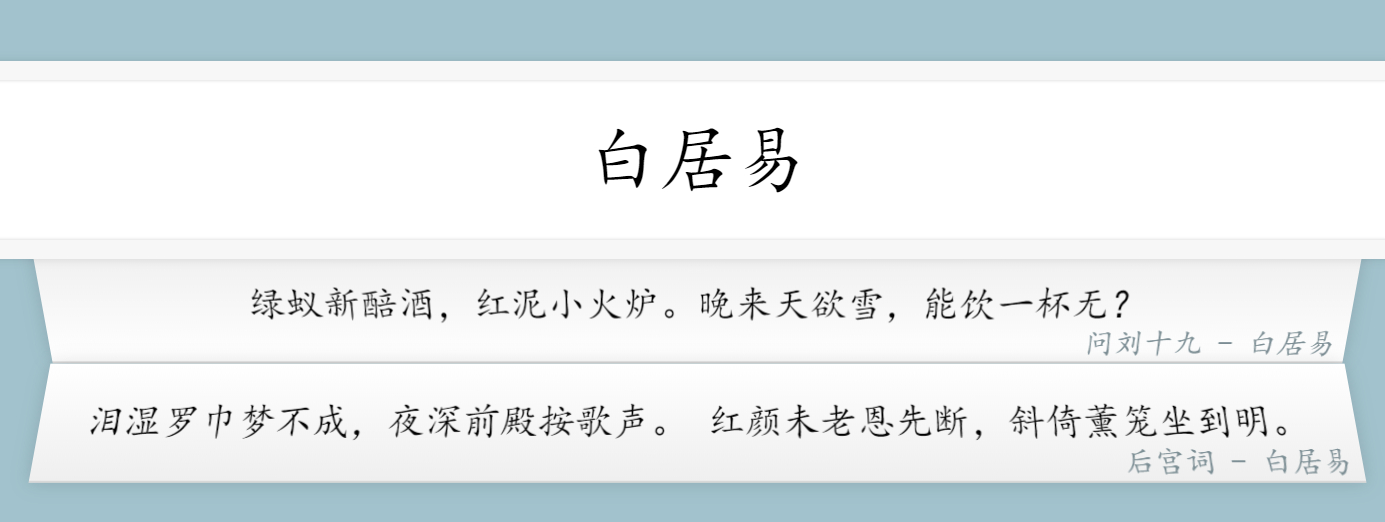 白居易
绿蚁新醅酒，红泥小火炉。晚来天欲雪，能饮一杯无？
问刘十九 - 白居易
泪湿罗巾梦不成，夜深前殿按歌声。 红颜未老恩先断，斜倚薰笼坐到明。
后宫词 - 白居易